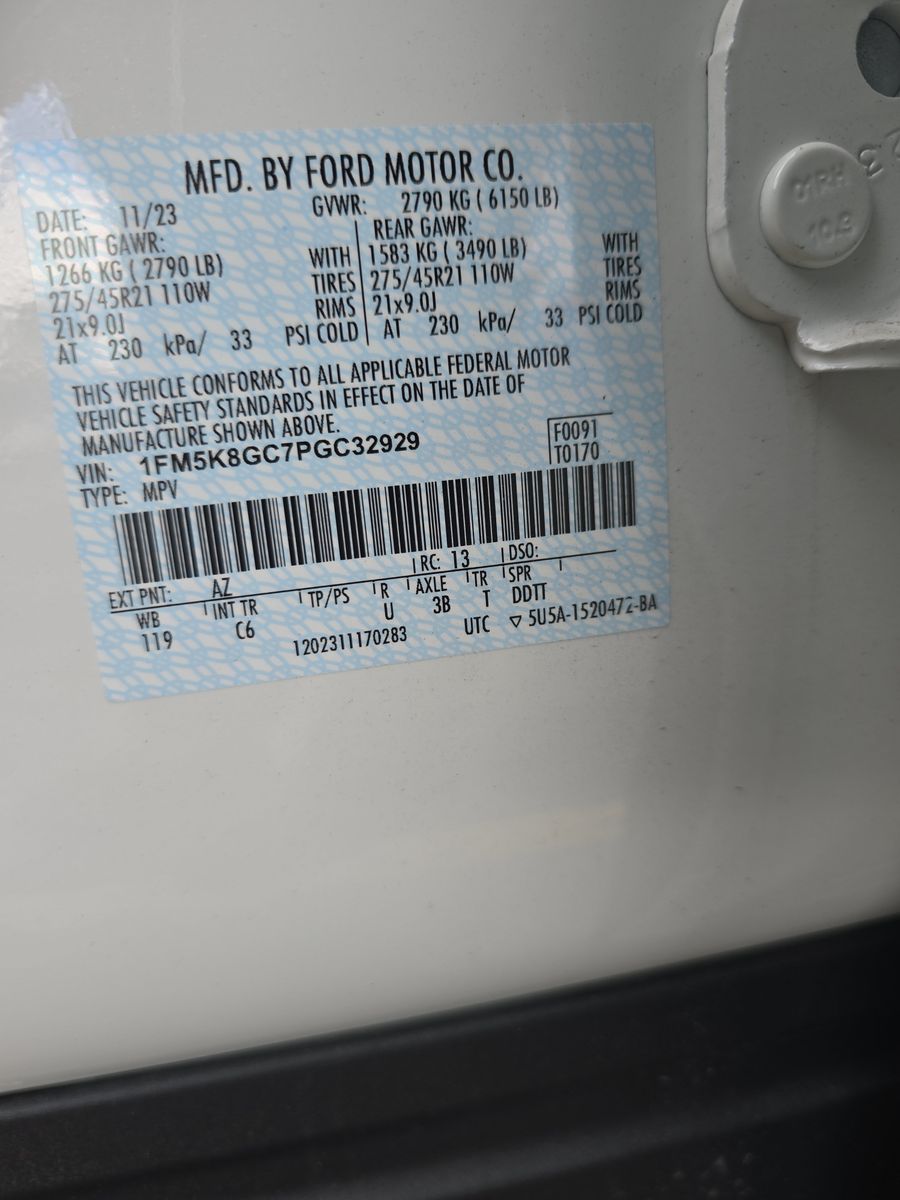 MFD. BY FORD MOTOR CO.
DATE: 11/23 GVWR: 2790 KG ( 6150 LB)
FRONT GAWR: REAR GAWR:
1266 KG ( 2790 LB) WITH 1583 KG ( 3490 LB) WITH
275/45R21 110W TIRES 275/45R21 110W TIRES
21x9.0J RIMS 21x9.0J RIMS
AT 230 kPa/ 33 PSI COLD AT 230 kPa/ 33 PSI COLD
THIS VEHICLE CONFORMS TO ALL APPLICABLE FEDERAL MOTOR
VEHICLE SAFETY STANDARDS IN EFFECT ON THE DATE OF
MANUFACTURE SHOWN ABOVE.
VIN: 1FM5K8GC7PGC32929 F0091
TYPE: MPV T0170
EXT PNT: AZ RC: 13 DSO:
WB INT TR TP/PS R AXLE TR SPR
119 C6 U 3B T DDTT
1202311170283 UTC ▽ 5U5A-1520472-BA
01RH
10.9
2.3